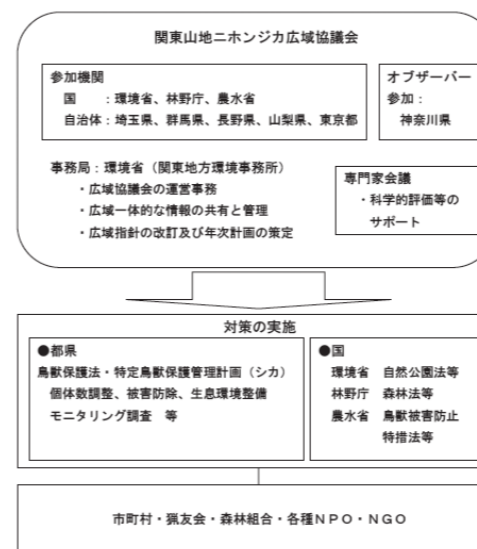 関東山地ニホンジカ広域協議会
参加機関
国　：環境省、林野庁、農水省
自治体：埼玉県、群馬県、長野県、山梨県、東京都
オブザーバー
参加：
神奈川県
事務局：環境省（関東地方環境事務所）
・広域協議会の運営事務
・広域一体的な情報の共有と管理
・広域指針の改訂及び年次計画の策定
専門家会議
・科学的評価等の
サポート
対策の実施
●都県
鳥獣保護法・特定鳥獣保護管理計画（シカ）
個体数調整、被害防除、生息環境整備
モニタリング調査　等
●国
環境省　自然公園法等
林野庁　森林法等
農水省　鳥獣被害防止
特措法等
市町村・猟友会・森林組合・各種ＮＰＯ・ＮＧＯ